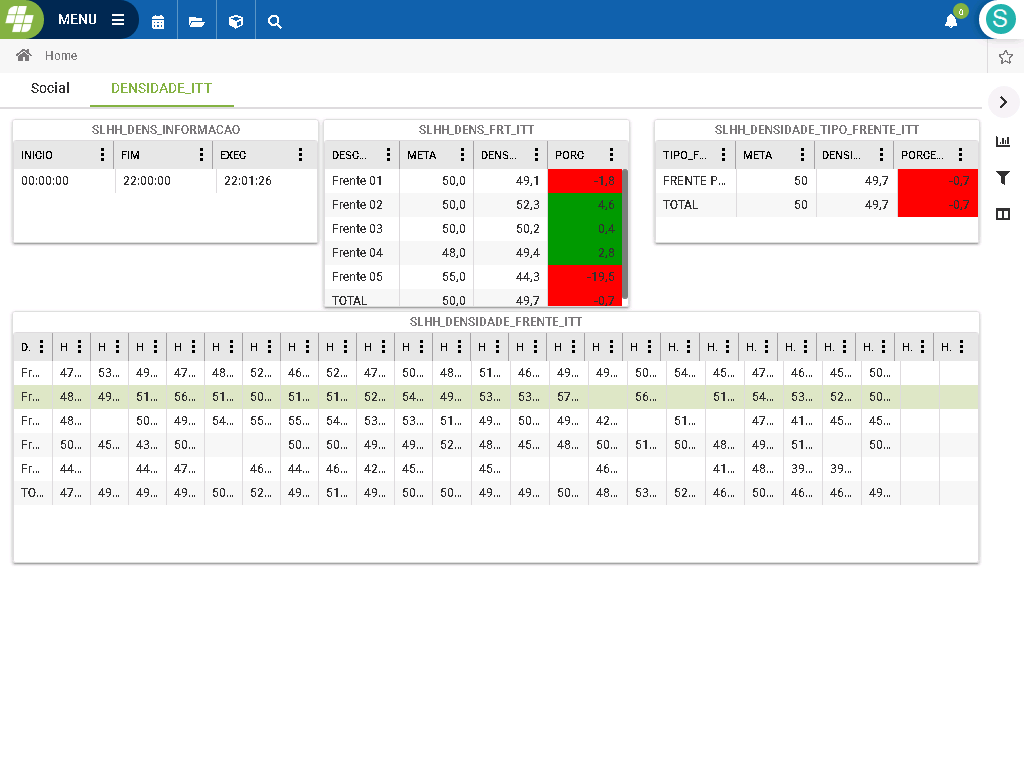 MENU
0
S
Home
Social DENSIDADE_ITT
SLHH_DENS_INFORMACAO
INICIO FIM EXEC
00:00:00 22:00:00 22:01:26
SLHH_DENS_FRT_ITT
DESC... META DENS... PORC
Frente 01 50,0 49,1 -1,8
Frente 02 50,0 52,3 4,6
Frente 03 50,0 50,2 0,4
Frente 04 48,0 49,4 2,8
Frente 05 55,0 44,3 -19,5
TOTAL 50,0 49,7 -0,7
SLHH_DENSIDADE_TIPO_FRENTE_ITT
TIPO_F... META DENSI... PORCE...
FRENTE P... 50 49,7 -0,7
TOTAL 50 49,7 -0,7
SLHH_DENSIDADE_FRENTE_ITT
D. H H H H H H H H H H H H H H H H. H. H. H. H. H. H. H.
Fr... 47... 53... 49... 47... 48... 52... 46... 52... 47... 50... 48... 51... 46... 49... 49... 50... 54... 45... 47... 46... 45... 50...
Fr... 48... 49... 51... 56... 51... 50... 51... 51... 52... 54... 49... 53... 53... 57... 56... 51... 54... 53... 52... 50...
Fr... 48... 50... 49... 54... 55... 55... 54... 53... 53... 51... 49... 50... 49... 42... 51... 47... 41... 45... 45...
Fr... 50... 45... 43... 50... 50... 50... 49... 49... 52... 48... 45... 48... 50... 51... 50... 48... 49... 51... 50...
Fr... 44... 44... 47... 46... 44... 46... 42... 45... 45... 46... 41... 48... 39... 39...
TO... 47... 49... 49... 49... 50... 52... 49... 51... 49... 50... 50... 49... 49... 50... 48... 53... 52... 46... 50... 46... 46... 49...